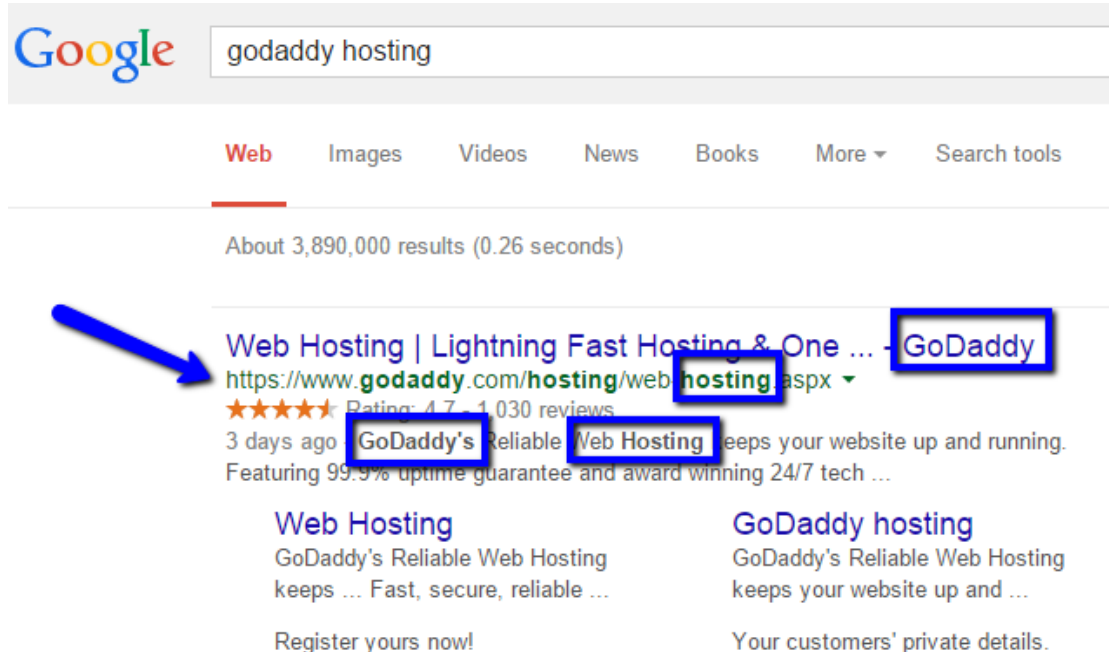 Google
godaddy hosting
Web Images Videos News Books More Search tools
About 3,890,000 results (0.26 seconds)
Web Hosting | Lightning Fast Hosting & One ... - GoDaddy
https://www.godaddy.com/hosting/web-hosting.aspx
Rating: 4.7 - 1,030 reviews
3 days ago - GoDaddy's Reliable Web Hosting keeps your website up and running.
Featuring 99.9% uptime guarantee and award winning 24/7 tech ...
Web Hosting
GoDaddy's Reliable Web Hosting
keeps ... Fast, secure, reliable ...
Register yours now!
GoDaddy hosting
GoDaddy's Reliable Web Hosting
keeps your website up and ...
Your customers' private details.